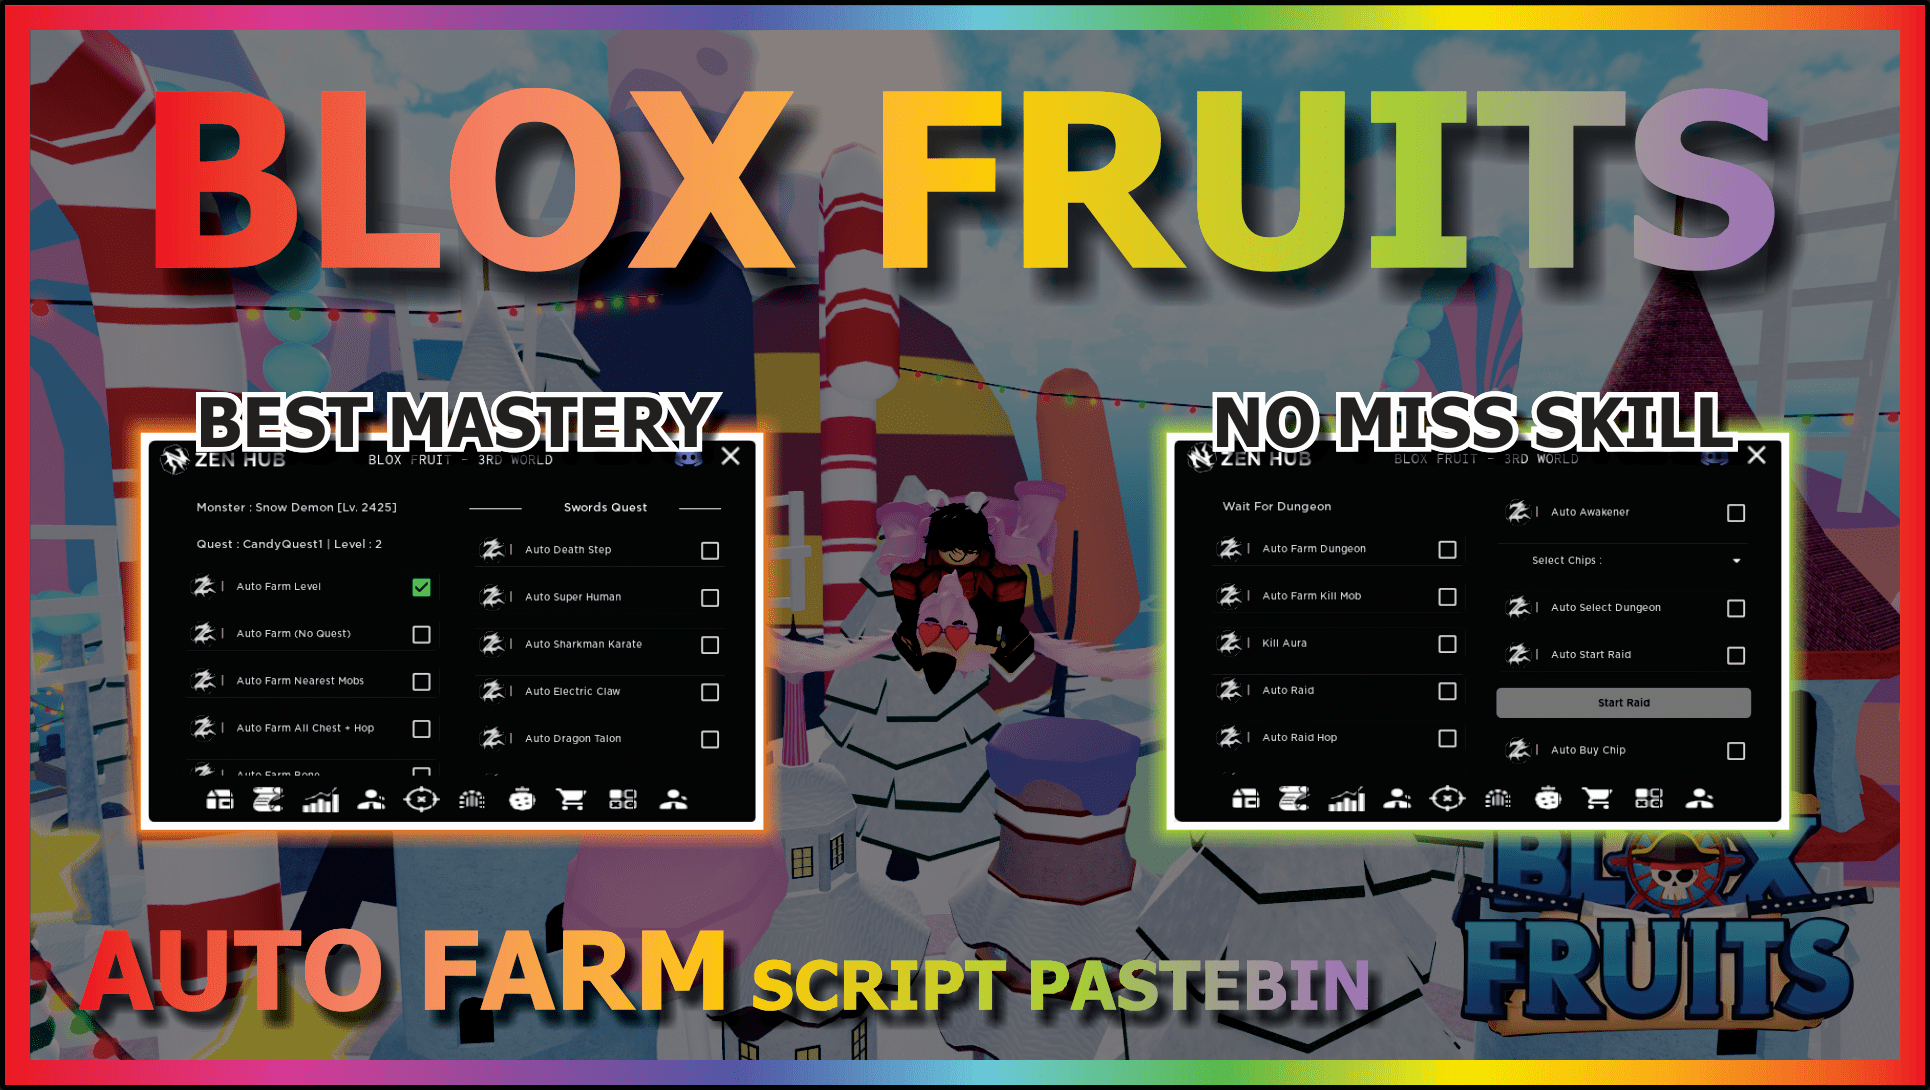 BLOX FRUITS
BEST MASTERY
ZEN HUB
BLOX FRUIT - 3RD WORLD
Monster : Snow Demon [Lv. 2425]
Quest : CandyQuest1 | Level : 2
Auto Farm Level
Auto Farm (No Quest)
Auto Farm Nearest Mobs
Auto Farm All Chest + Hop
Auto Farm Bone
Swords Quest
Auto Death Step
Auto Super Human
Auto Sharkman Karate
Auto Electric Claw
Auto Dragon Talon
NO MISS SKILL
ZEN HUB
BLOX FRUIT - 3RD WORLD
Wait For Dungeon
Auto Farm Dungeon
Auto Farm Kill Mob
Kill Aura
Auto Raid
Auto Raid Hop
Auto Awakener
Select Chips :
Auto Select Dungeon
Auto Start Raid
Start Raid
Auto Buy Chip
AUTO FARM SCRIPT PASTEBIN
BLOX
FRUITS